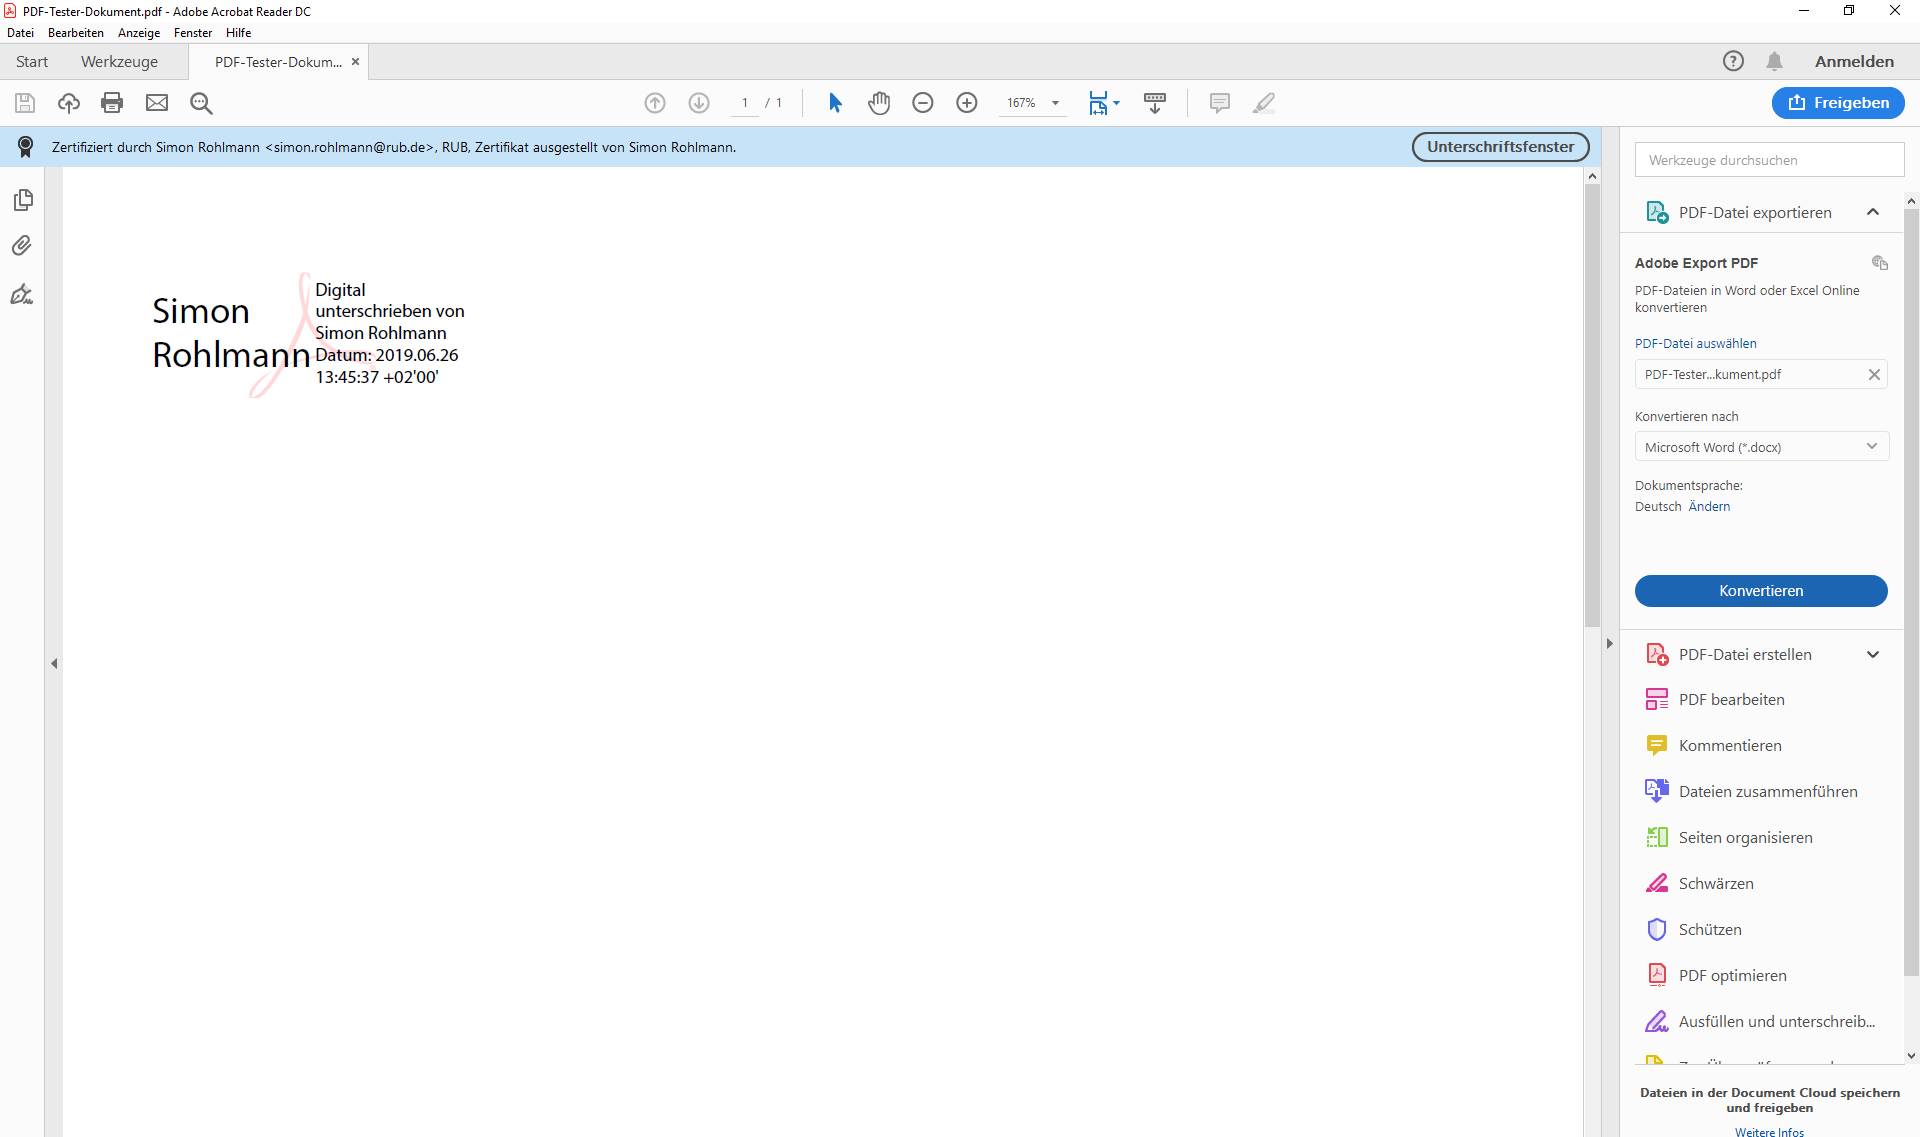 PDF-Tester-Dokument.pdf - Adobe Acrobat Reader DC
Datei Bearbeiten Anzeige Fenster Hilfe
Start Werkzeuge PDF-Tester-Dokum... Anmelden
1 / 1 167% Freigeben
Zertifiziert durch Simon Rohlmann <simon.rohlmann@rub.de>, RUB, Zertifikat ausgestellt von Simon Rohlmann.
Unterschriftsfenster
Simon
Rohlmann
Digital
unterschrieben von
Simon Rohlmann
Datum: 2019.06.26
13:45:37 +02'00'
Werkzeuge durchsuchen
PDF-Datei exportieren
Adobe Export PDF
PDF-Dateien in Word oder Excel Online
konvertieren
PDF-Datei auswählen
PDF-Tester...kument.pdf
Konvertieren nach
Microsoft Word (*.docx)
Dokumentsprache:
Deutsch Ändern
Konvertieren
PDF-Datei erstellen
PDF bearbeiten
Kommentieren
Dateien zusammenführen
Seiten organisieren
Schwärzen
Schützen
PDF optimieren
Ausfüllen und unterschreib...
Dateien in der Document Cloud speichern
und freigeben
Weitere Infos